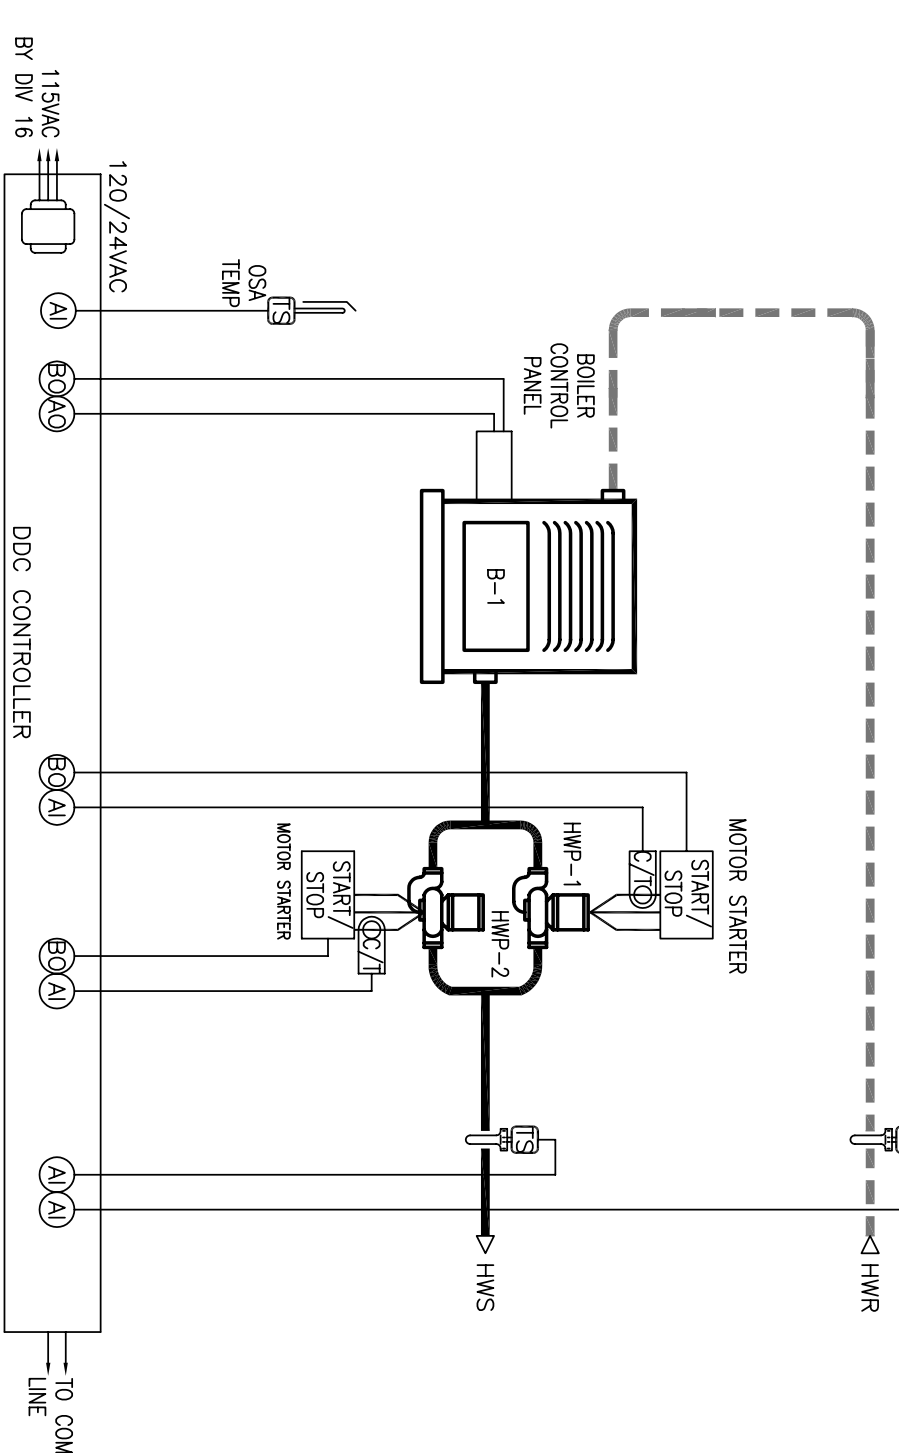 HWR
MOTOR STARTER
START/
STOP
C/T
HWP-1
BOILER
CONTROL
PANEL
B-1
HWP-2
TS
HWS
START/
STOP
C/T
MOTOR STARTER
OSA
TEMP
TS
120/24VAC
115VAC
BY DIV 16
AI
BO
AO
BO
AI
BO
AI
AI
AI
DDC CONTROLLER
TO COM
LINE